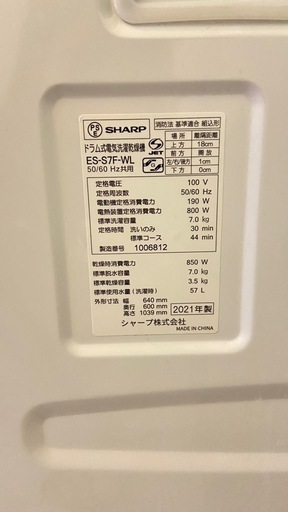 PS E SHARP
ドラム式電気洗濯乾燥機
ES-S7F-WL
50/60 Hz共用
JET
消防法 基準適合 組込形
場所 離隔距離
上方 18cm
前方 開放
左/右/後方 1cm
下方 0cm
定格電圧 100 V
定格周波数 50/60 Hz
電動機定格消費電力 190 W
電熱装置定格消費電力 800 W
標準洗濯容量 7.0 kg
定格時間 洗いのみ 30 min
標準コース 44 min
製造番号 1006812
乾燥時消費電力 850 W
標準脱水容量 7.0 kg
標準乾燥容量 3.5 kg
標準使用水量(洗濯時) 57 L
外形寸法 幅 640 mm
奥行 600 mm
高さ 1039 mm
2021年製
シャープ株式会社
MADE IN CHINA